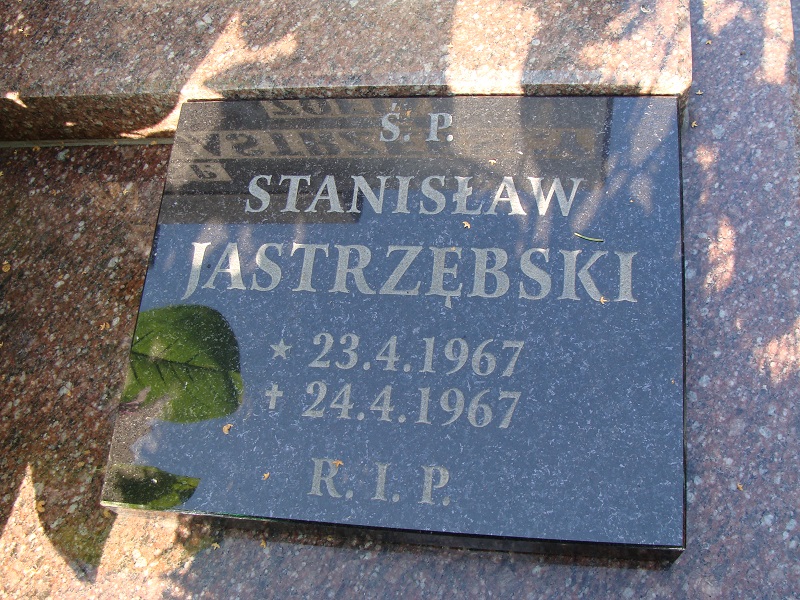 Ś. P.
STANISŁAW
JASTRZĘBSKI
★ 23.4.1967
✝ 24.4.1967
R. I. P.